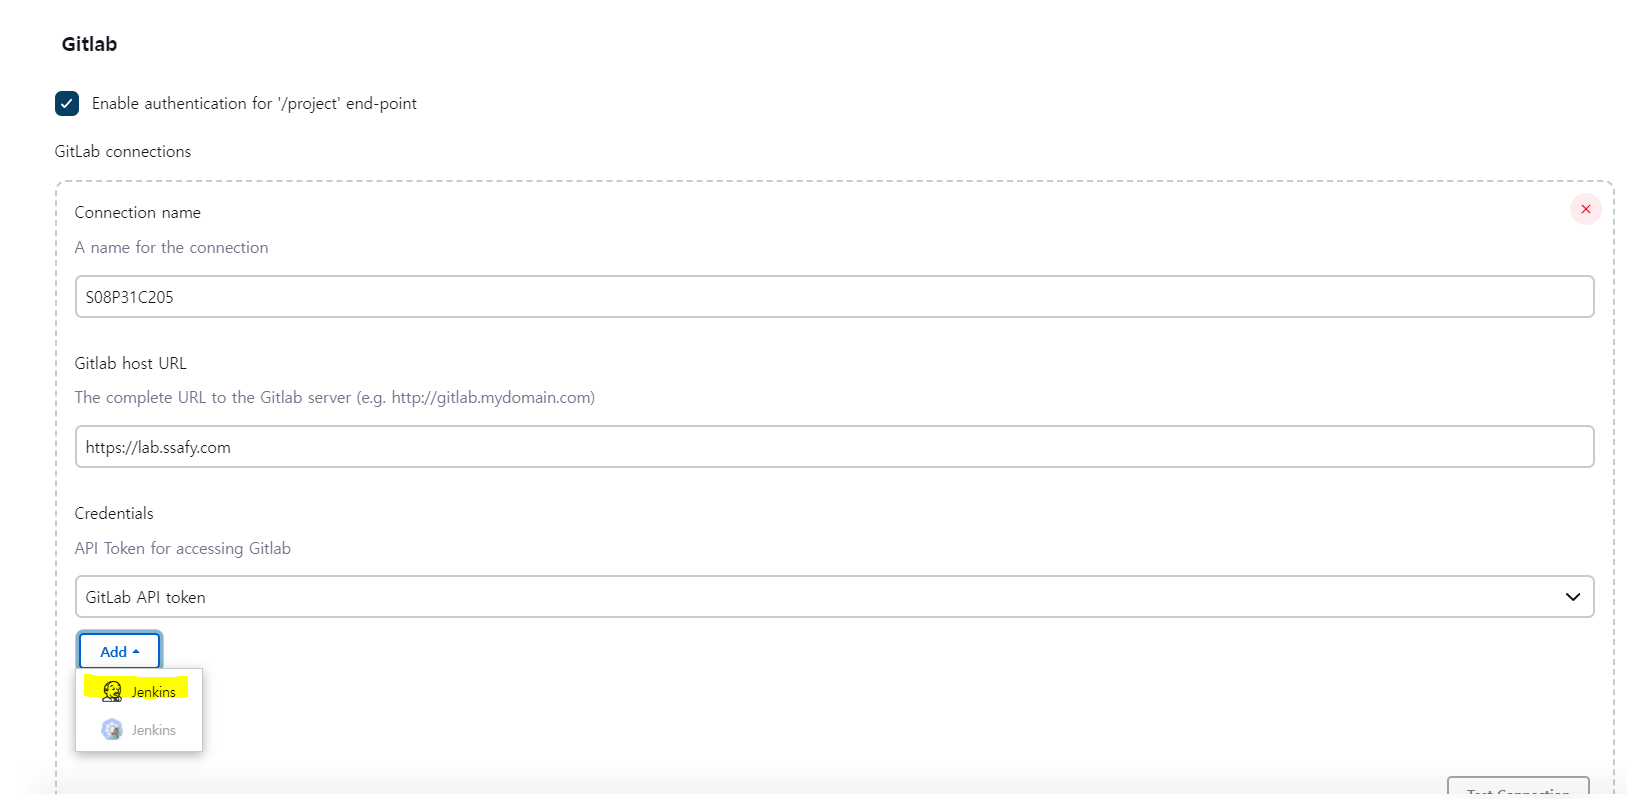 Gitlab
Enable authentication for '/project' end-point
GitLab connections
Connection name
A name for the connection
S08P31C205
Gitlab host URL
The complete URL to the Gitlab server (e.g. http://gitlab.mydomain.com)
https://lab.ssafy.com
Credentials
API Token for accessing Gitlab
GitLab API token
Add
Jenkins
Jenkins
Test Connection